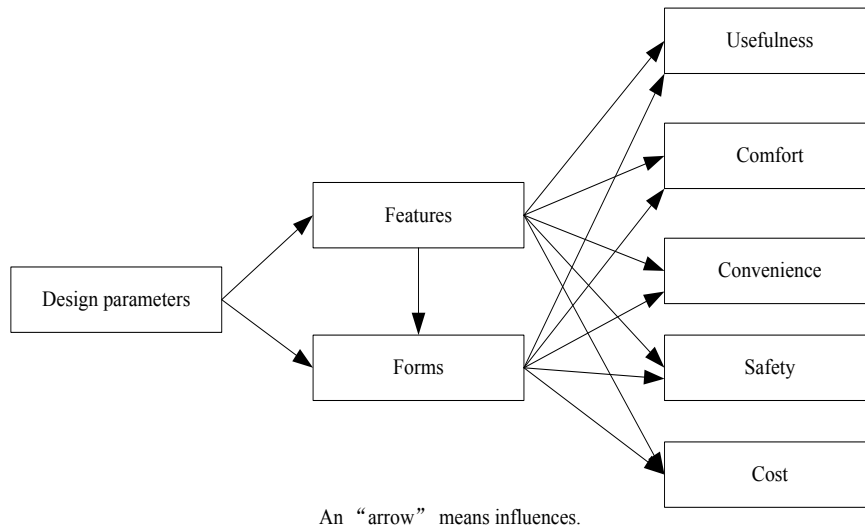 Usefulness
Comfort
Features
Convenience
Design parameters
Forms
Safety
Cost
An “arrow” means influences.